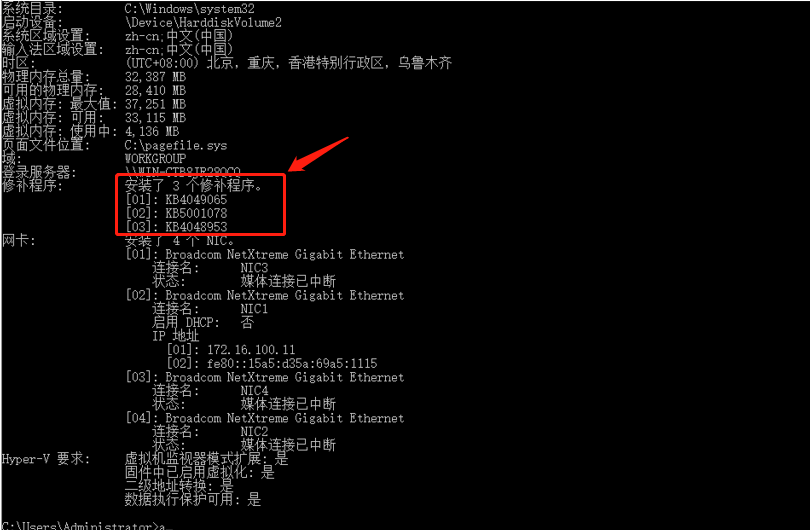 系统目录: C:\Windows\system32
启动设备: \Device\HarddiskVolume2
系统区域设置: zh-cn;中文(中国)
输入法区域设置: zh-cn;中文(中国)
时区: (UTC+08:00) 北京，重庆，香港特别行政区，乌鲁木齐
物理内存总量: 32,387 MB
可用的物理内存: 28,410 MB
虚拟内存: 最大值: 37,251 MB
虚拟内存: 可用: 33,115 MB
虚拟内存: 使用中: 4,136 MB
页面文件位置: C:\pagefile.sys
域: WORKGROUP
登录服务器: \\WIN-CTB8JR28QCQ
修补程序: 安装了 3 个修补程序。
[01]: KB4049065
[02]: KB5001078
[03]: KB4048953
网卡: 安装了 4 个 NIC。
[01]: Broadcom NetXtreme Gigabit Ethernet
连接名: NIC3
状态: 媒体连接已中断
[02]: Broadcom NetXtreme Gigabit Ethernet
连接名: NIC1
启用 DHCP: 否
IP 地址
[01]: 172.16.100.11
[02]: fe80::15a5:d35a:69a5:1115
[03]: Broadcom NetXtreme Gigabit Ethernet
连接名: NIC4
状态: 媒体连接已中断
[04]: Broadcom NetXtreme Gigabit Ethernet
连接名: NIC2
状态: 媒体连接已中断
Hyper-V 要求: 虚拟机监视器模式扩展: 是
固件中已启用虚拟化: 是
二级地址转换: 是
数据执行保护可用: 是
C:\Users\Administrator>a_